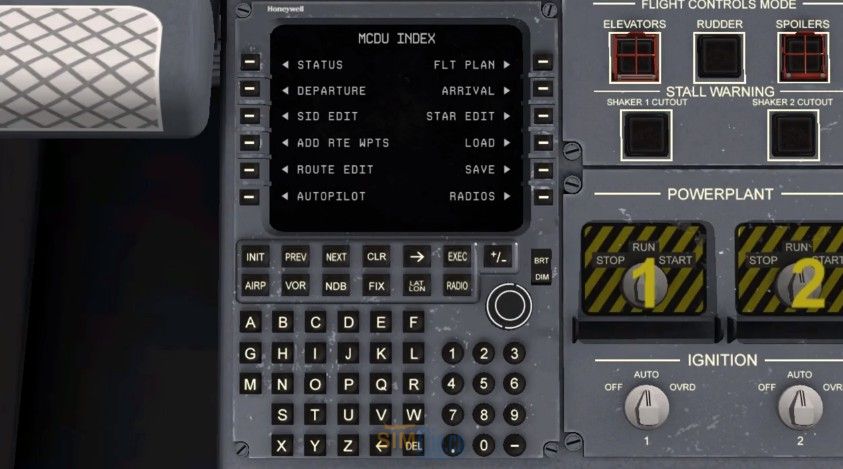 Honeywell
MCDU INDEX
STATUS FLT PLAN
DEPARTURE ARRIVAL
SID EDIT STAR EDIT
ADD RTE WPTS LOAD
ROUTE EDIT SAVE
AUTOPILOT RADIOS
INIT PREV NEXT CLR → EXEC +/-
BRT
DIM
AIRP VOR NDB FIX LAT LON RADIO
A B C D E F
G H I J K L 1 2 3
M N O P Q R 4 5 6
S T U V W 7 8 9
X Y Z ← DEL . 0 -
FLIGHT CONTROLS MODE
ELEVATORS RUDDER SPOILERS
STALL WARNING
SHAKER 1 CUTOUT SHAKER 2 CUTOUT
POWERPLANT
RUN RUN
STOP START STOP START
1 2
IGNITION
AUTO AUTO
OFF OVRD OFF OVR
1 2